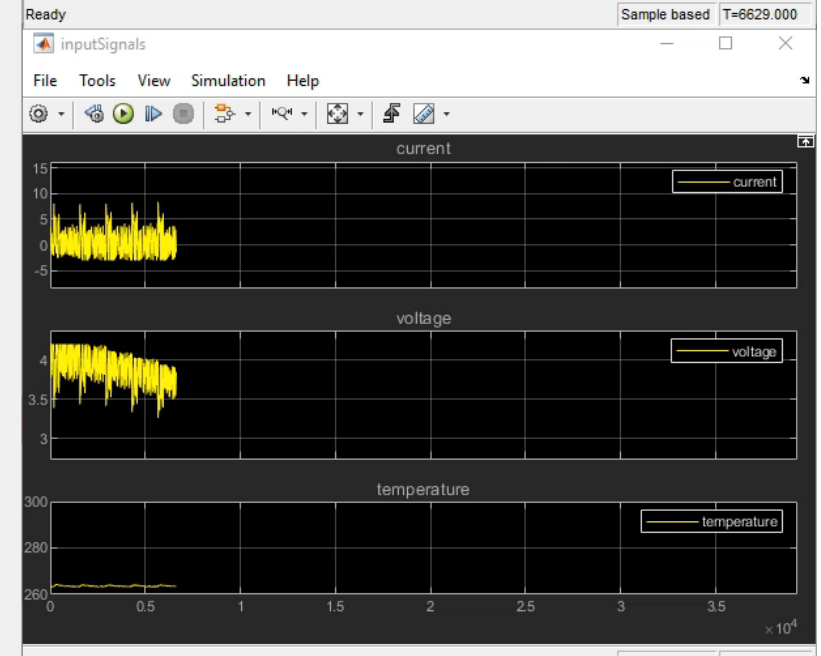 Ready Sample based T=6629.000
inputSignals
File Tools View Simulation Help
current
current
15
10
5
0
-5
voltage
voltage
4
3.5
3
temperature
temperature
300
280
260
0 0.5 1 1.5 2 2.5 3 3.5
×10⁴